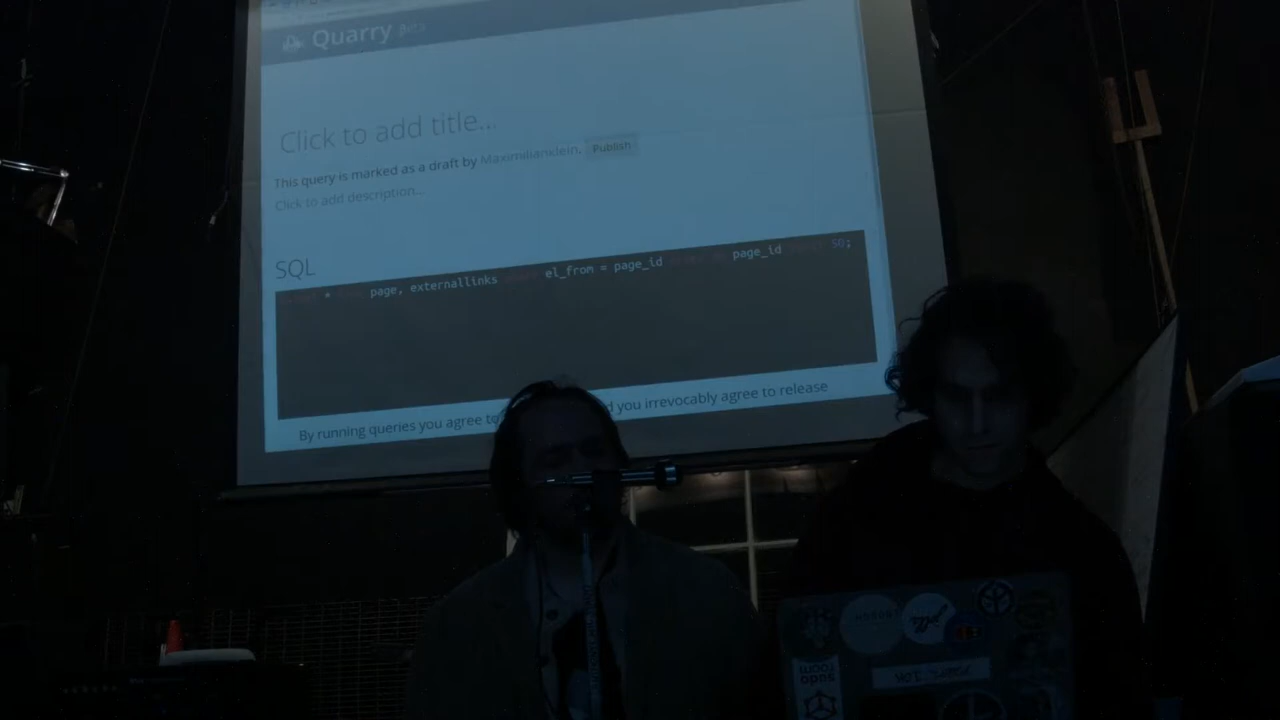 Quarry beta
Click to add title...
This query is marked as a draft by Maximilianklein. Publish
Click to add description...
SQL
* page, externallinks el_from = page_id page_id 50;
By running queries you agree to d you irrevocably agree to release